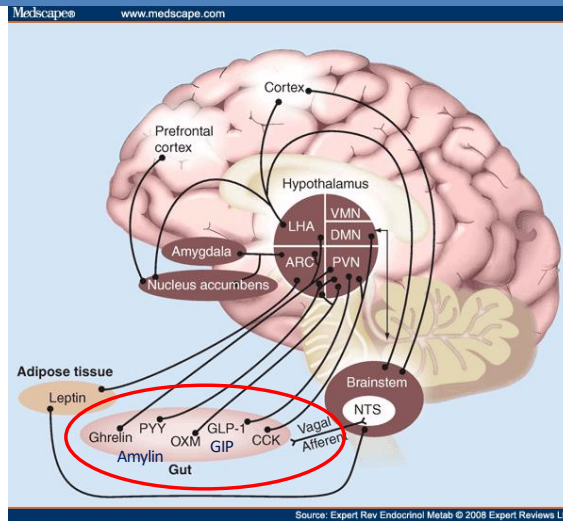 Medscape® www.medscape.com
Cortex
Prefrontal
cortex
Hypothalamus
LHA
VMN
DMN
ARC
PVN
Amygdala
Nucleus accumbens
Adipose tissue
Leptin
Brainstem
NTS
Vagal
Afferent
Ghrelin
PYY
OXM
GLP-1
CCK
Amylin
GIP
Gut
Source: Expert Rev Endocrinol Metab © 2008 Expert Reviews L